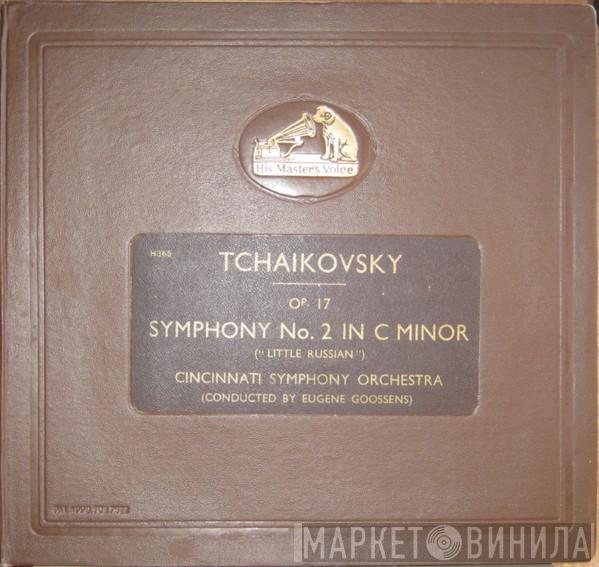 His Master's Voice
H365
TCHAIKOVSKY
OP. 17
SYMPHONY No. 2 IN C MINOR
("LITTLE RUSSIAN")
CINCINNATI SYMPHONY ORCHESTRA
(CONDUCTED BY EUGENE GOOSSENS)
МАРКЕТ ВИНИЛА